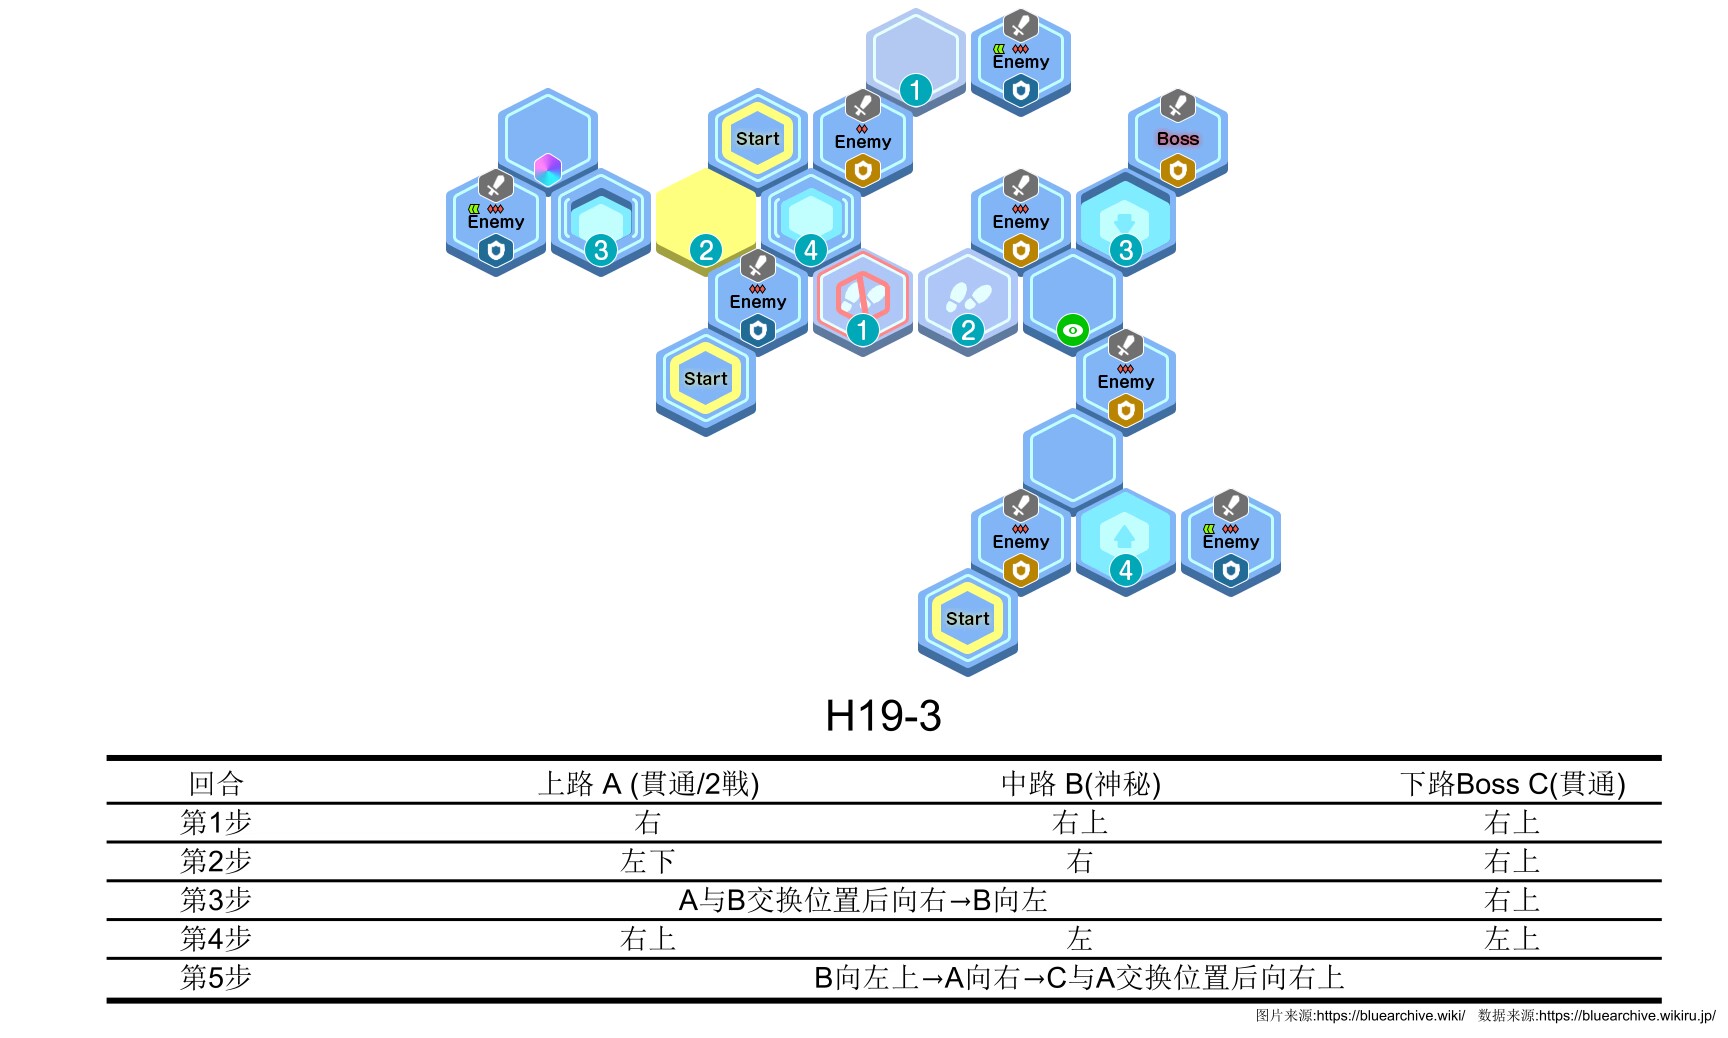 1
Enemy
Start
Enemy
Boss
Enemy
3
2
4
Enemy
3
Enemy
1
2
Start
Enemy
Enemy
4
Enemy
Start
H19-3
回合 上路 A (貫通/2戦) 中路 B(神秘) 下路Boss C(貫通)
第1步 右 右上 右上
第2步 左下 右 右上
第3步 A与B交换位置后向右→B向左 右上
第4步 右上 左 左上
第5步 B向左上→A向右→C与A交换位置后向右上
图片来源:https://bluearchive.wiki/ 数据来源:https://bluearchive.wikiru.jp/